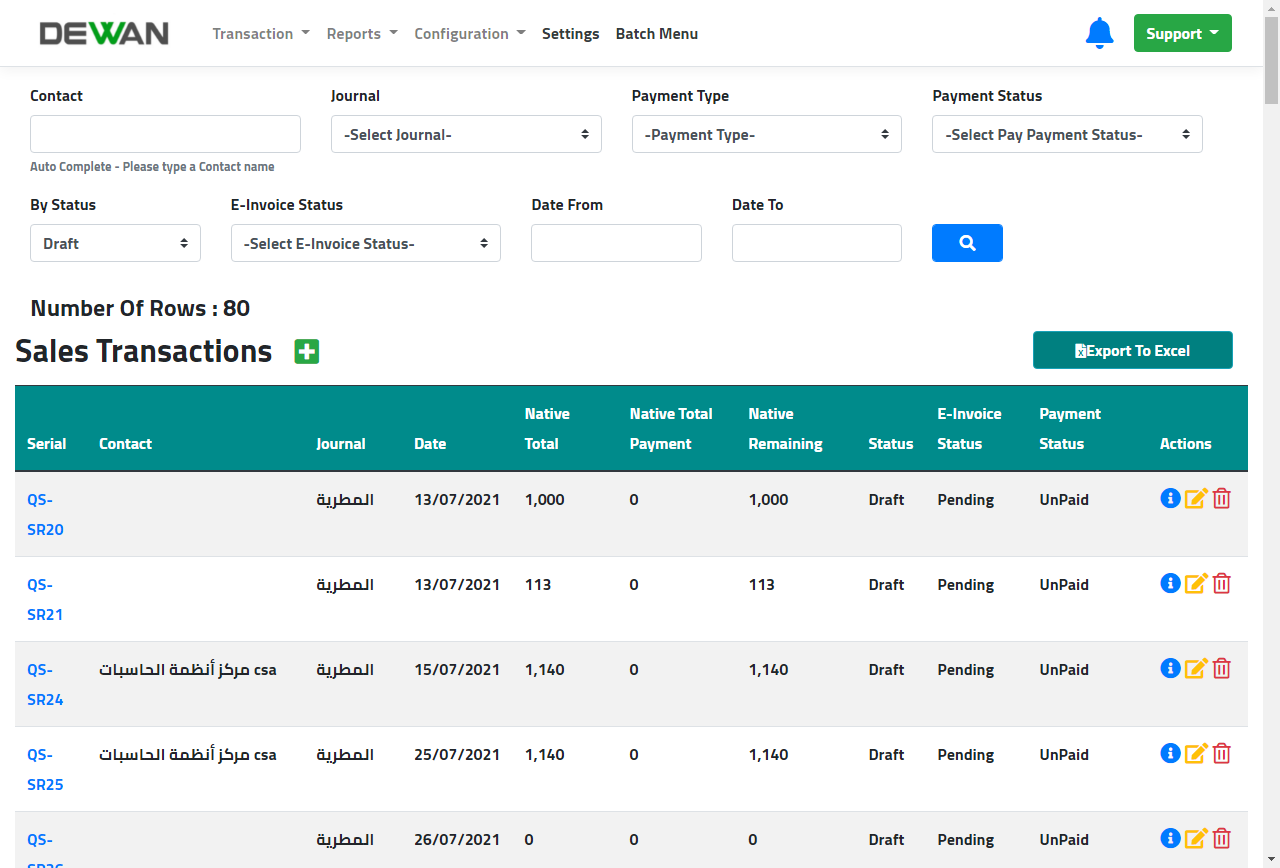 DEWAN Transaction Reports Configuration Settings Batch Menu Support
Contact Journal Payment Type Payment Status
-Select Journal- -Payment Type- -Select Pay Payment Status-
Auto Complete - Please type a Contact name
By Status E-Invoice Status Date From Date To
Draft -Select E-Invoice Status-
Number Of Rows : 80
Sales Transactions Export To Excel
Serial Contact Journal Date Native Total Native Total Payment Native Remaining Status E-Invoice Status Payment Status Actions
QS-SR20 المطرية 13/07/2021 1,000 0 1,000 Draft Pending UnPaid
QS-SR21 المطرية 13/07/2021 113 0 113 Draft Pending UnPaid
QS-SR24 مركز أنظمة الحاسبات csa المطرية 15/07/2021 1,140 0 1,140 Draft Pending UnPaid
QS-SR25 مركز أنظمة الحاسبات csa المطرية 25/07/2021 1,140 0 1,140 Draft Pending UnPaid
QS- المطرية 26/07/2021 0 0 0 Draft Pending UnPaid